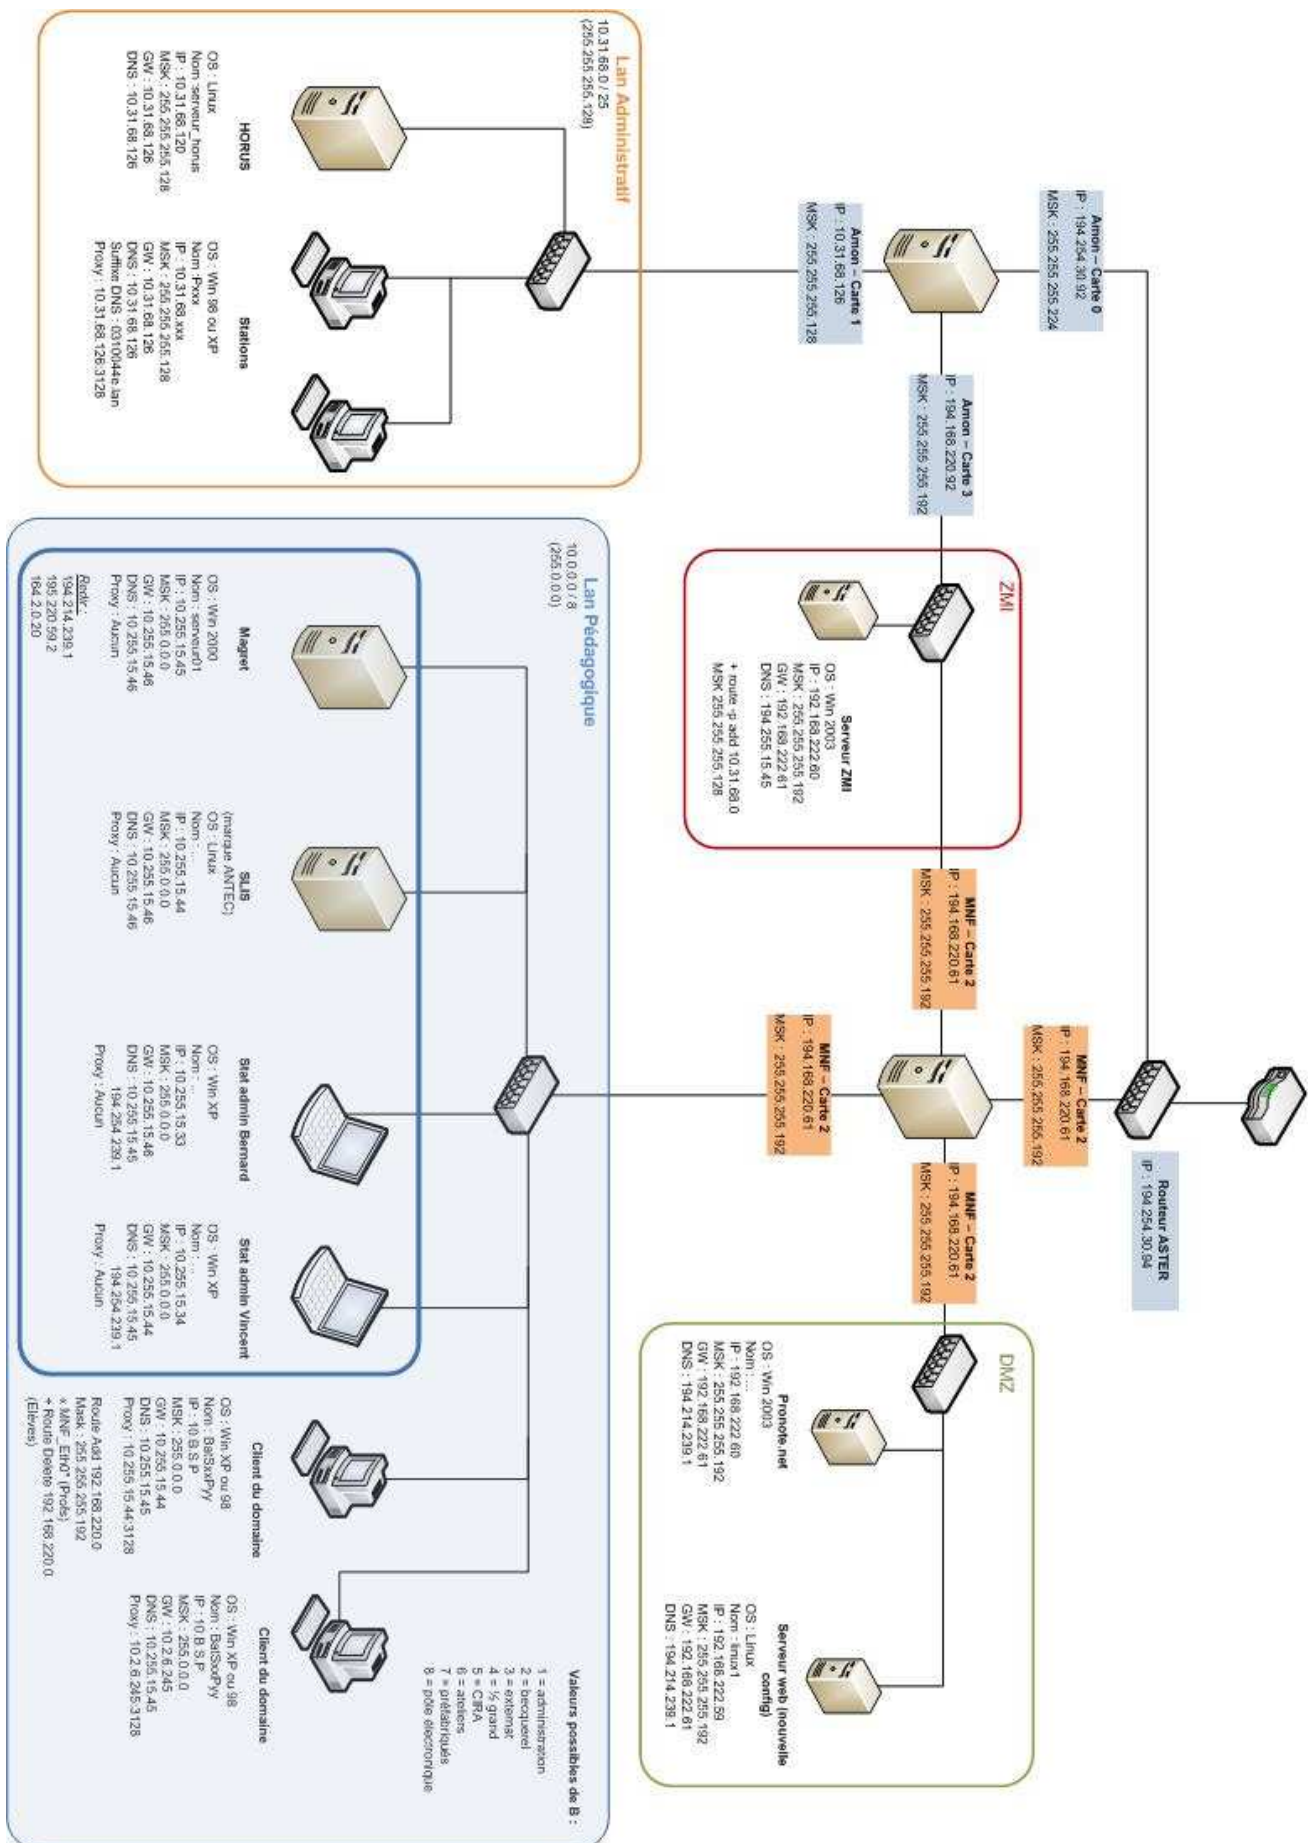 Amon – Carte 0
IP : 194.254.30.92
MSK : 255.255.255.224
Amon – Carte 1
IP : 10.31.68.126
MSK : 255.255.255.128
Amon – Carte 3
IP : 194.168.220.92
MSK : 255.255.255.192
Routeur ASTER
IP : 194.254.30.94
MNF – Carte 2
IP : 194.168.220.61
MSK : 255.255.255.192
MNF – Carte 2
IP : 194.168.220.61
MSK : 255.255.255.192
MNF – Carte 2
IP : 194.168.220.61
MSK : 255.255.255.192
MNF – Carte 2
IP : 194.168.220.61
MSK : 255.255.255.192
ZMI
Serveur ZMI
OS : Win 2003
IP : 192.168.222.60
MSK : 255.255.255.192
GW : 192.168.222.61
DNS : 194.255.15.45
+ route -p add 10.31.68.0
MSK 255.255.255.128
DMZ
Pronote.net
OS : Win 2003
Nom : ...
IP : 192.168.222.60
MSK : 255.255.255.192
GW : 192.168.222.61
DNS : 194.214.239.1
Serveur web (nouvelle
config)
OS : Linux
Nom : linux1
IP : 192.168.222.59
MSK : 255.255.255.192
GW : 192.168.222.61
DNS : 194.214.239.1
Lan Administratif
10.31.68.0 / 25
(255.255.255.128)
HORUS
OS : Linux
Nom :serveur_horus
IP : 10.31.68.120
MSK : 255.255.255.128
GW : 10.31.68.126
DNS : 10.31.68.126
Stations
OS : Win 98 ou XP
Nom :Pxxx
IP : 10.31.68.xxx
MSK : 255.255.255.128
GW : 10.31.68.126
DNS : 10.31.68.126
Suffixe DNS : 0310044e.lan
Proxy : 10.31.68.126:3128
Lan Pédagogique
10.0.0.0 / 8
(255.0.0.0)
Magret
OS : Win 2000
Nom : serveur01
IP : 10.255.15.45
MSK : 255.0.0.0
GW : 10.255.15.46
DNS : 10.255.15.46
Proxy : Aucun
Redir :
194.214.239.1
195.220.59.2
164.2.0.20
SLIS
(marque ANTEC)
OS : Linux
Nom : ...
IP : 10.255.15.44
MSK : 255.0.0.0
GW : 10.255.15.46
DNS : 10.255.15.46
Proxy : Aucun
Stat admin Bernard
OS : Win XP
Nom : ...
IP : 10.255.15.33
MSK : 255.0.0.0
GW : 10.255.15.46
DNS : 10.255.15.45
194.254.239.1
Proxy : Aucun
Stat admin Vincent
OS : Win XP
Nom : ...
IP : 10.255.15.34
MSK : 255.0.0.0
GW : 10.255.15.44
DNS : 10.255.15.45
194.254.239.1
Proxy : Aucun
Client du domaine
OS : Win XP ou 98
Nom : BatSxxPyy
IP : 10.B.S.P
MSK : 255.0.0.0
GW : 10.255.15.44
DNS : 10.255.15.45
Proxy : 10.255.15.44:3128
Route Add 192.168.220.0
Mask : 255.255.255.192
« MNF_Eth0" (Profs)
+ Route Delete 192.168.220.0
(Elèves)
Client du domaine
OS : Win XP ou 98
Nom : BatSxxPyy
IP : 10.B.S.P
MSK : 255.0.0.0
GW : 10.2.6.245
DNS : 10.255.15.45
Proxy : 10.2.6.245:3128
Valeurs possibles de B :
1 = administration
2 = becquerel
3 = externat
4 = ½ grand
5 = CIRA
6 = ateliers
7 = préfabriqués
8 = pôle électronique